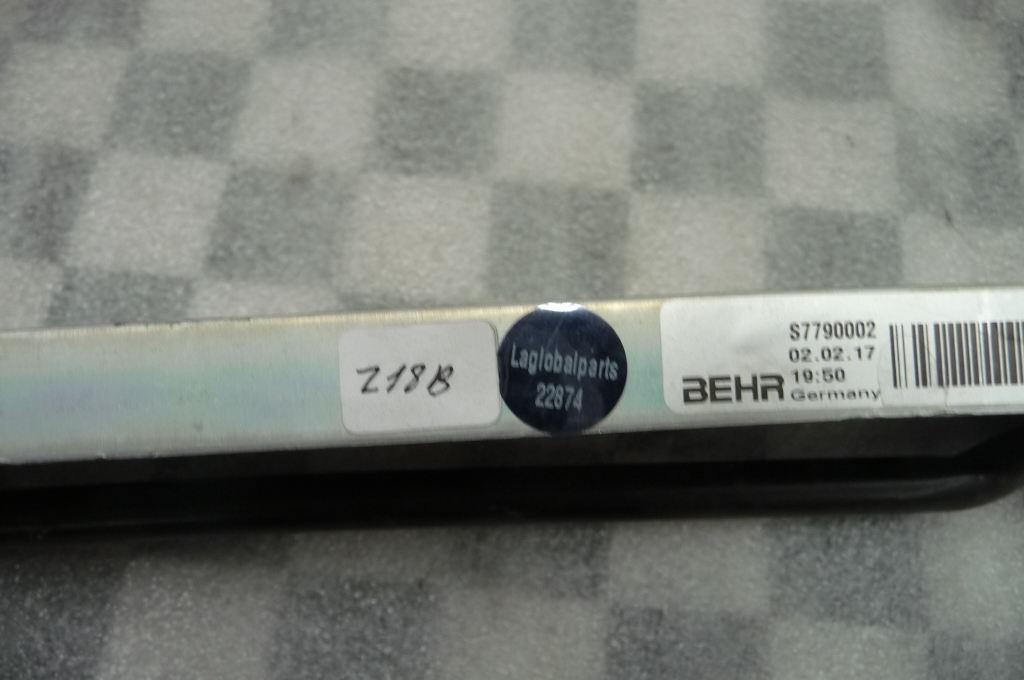 Z18B
Laglobalparts
22874
S7790002
02.02.17
19:50
BEHR
Germany